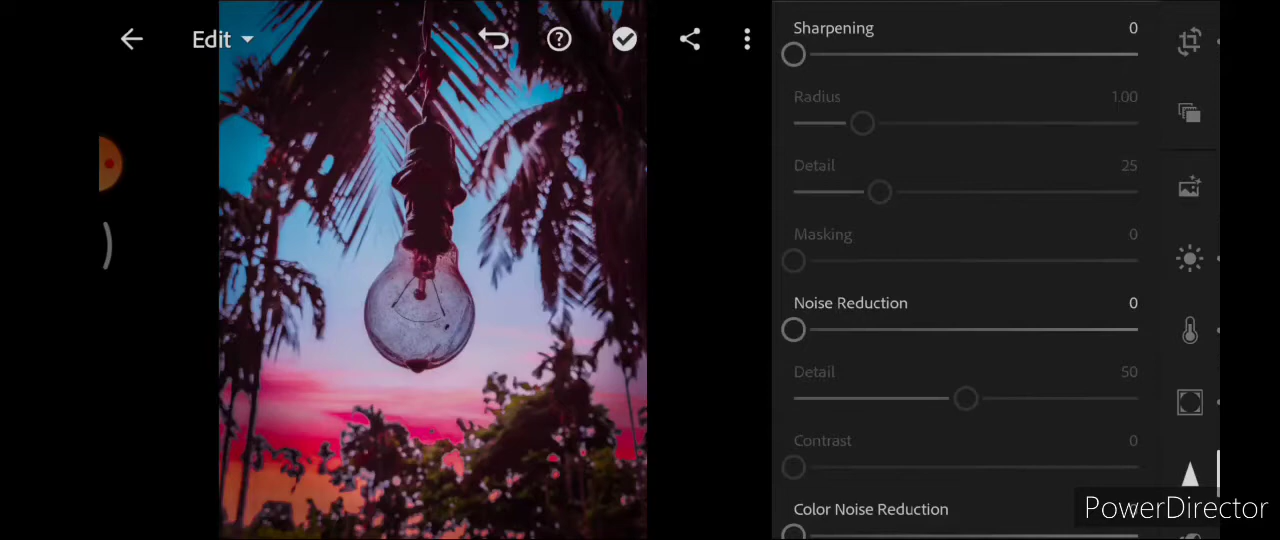 Edit
Sharpening 0
Radius 1.00
Detail 25
Masking 0
Noise Reduction 0
Detail 50
Contrast 0
Color Noise Reduction
PowerDirector